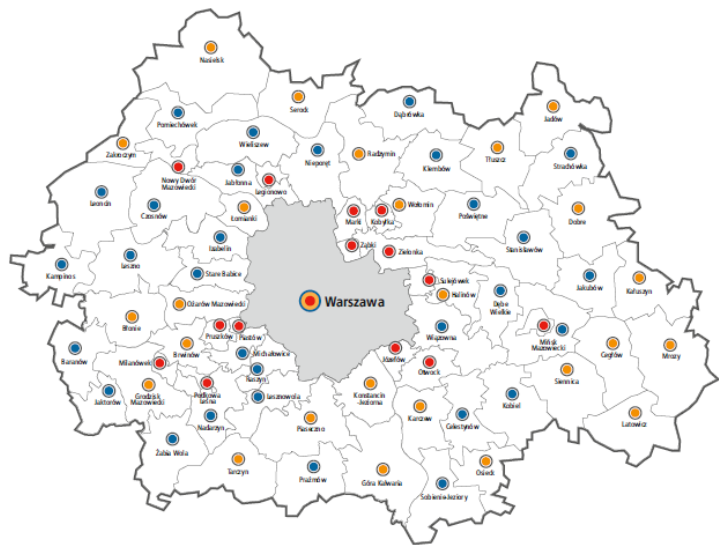 Nasielsk
Serock
Dąbrówka
Jadów
Pomiechówek
Wieliszew
Zakroczym
Nieporęt
Radzymin
Klembów
Tłuszcz
Strachówka
Nowy Dwór
Mazowiecki
Jabłonna
Legionowo
Leoncin
Czosnów
Łomianki
Marki
Kobyłka
Wołomin
Poświętne
Dobre
Izabelin
Ząbki
Zielonka
Stanisławów
Kampinos
Leszno
Stare Babice
Sulejówek
Halinów
Dębe
Wielkie
Jakubów
Kałuszyn
Ożarów Mazowiecki
Warszawa
Błonie
Pruszków
Piastów
Wiązowna
Mińsk
Mazowiecki
Baranów
Milanówek
Brwinów
Michałowice
Józefów
Otwock
Cegłów
Mrozy
Raszyn
Siennica
Jaktorów
Grodzisk
Mazowiecki
Podkowa
Leśna
Lesznowola
Konstancin
-Jeziorna
Kobiel
Nadarzyn
Piaseczno
Karczew
Celestynów
Latowicz
Żabia Wola
Tarczyn
Prażmów
Góra Kalwaria
Osieck
Sobienie-Jeziory